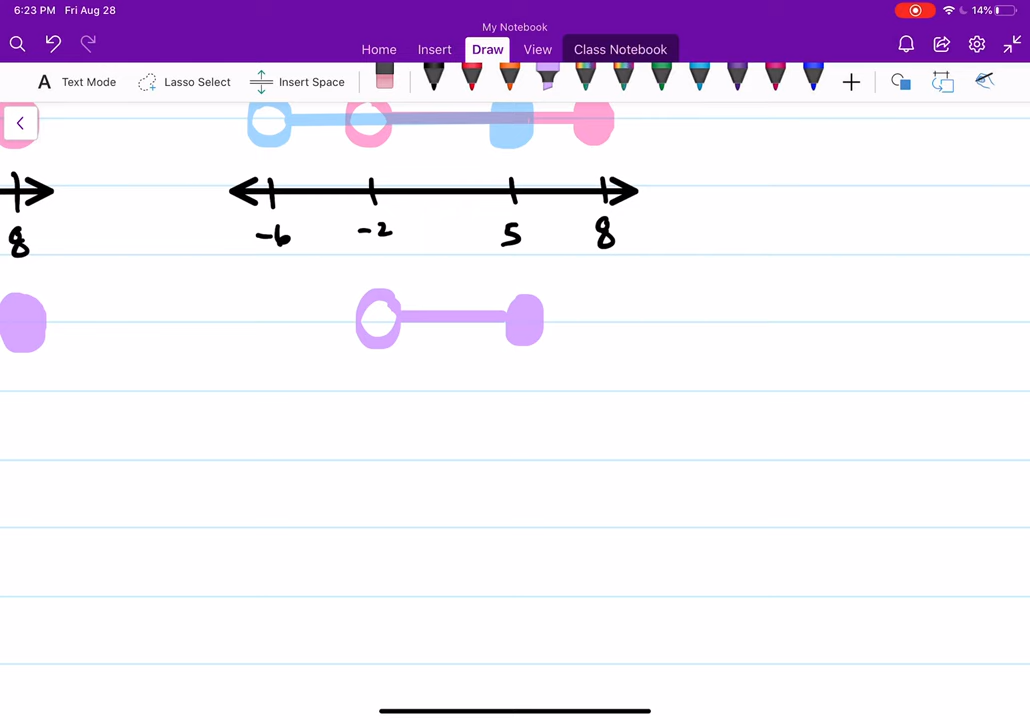 6:23 PM Fri Aug 28 14%
My Notebook
Home Insert Draw View Class Notebook
A Text Mode Lasso Select Insert Space
8 -6 -2 5 8